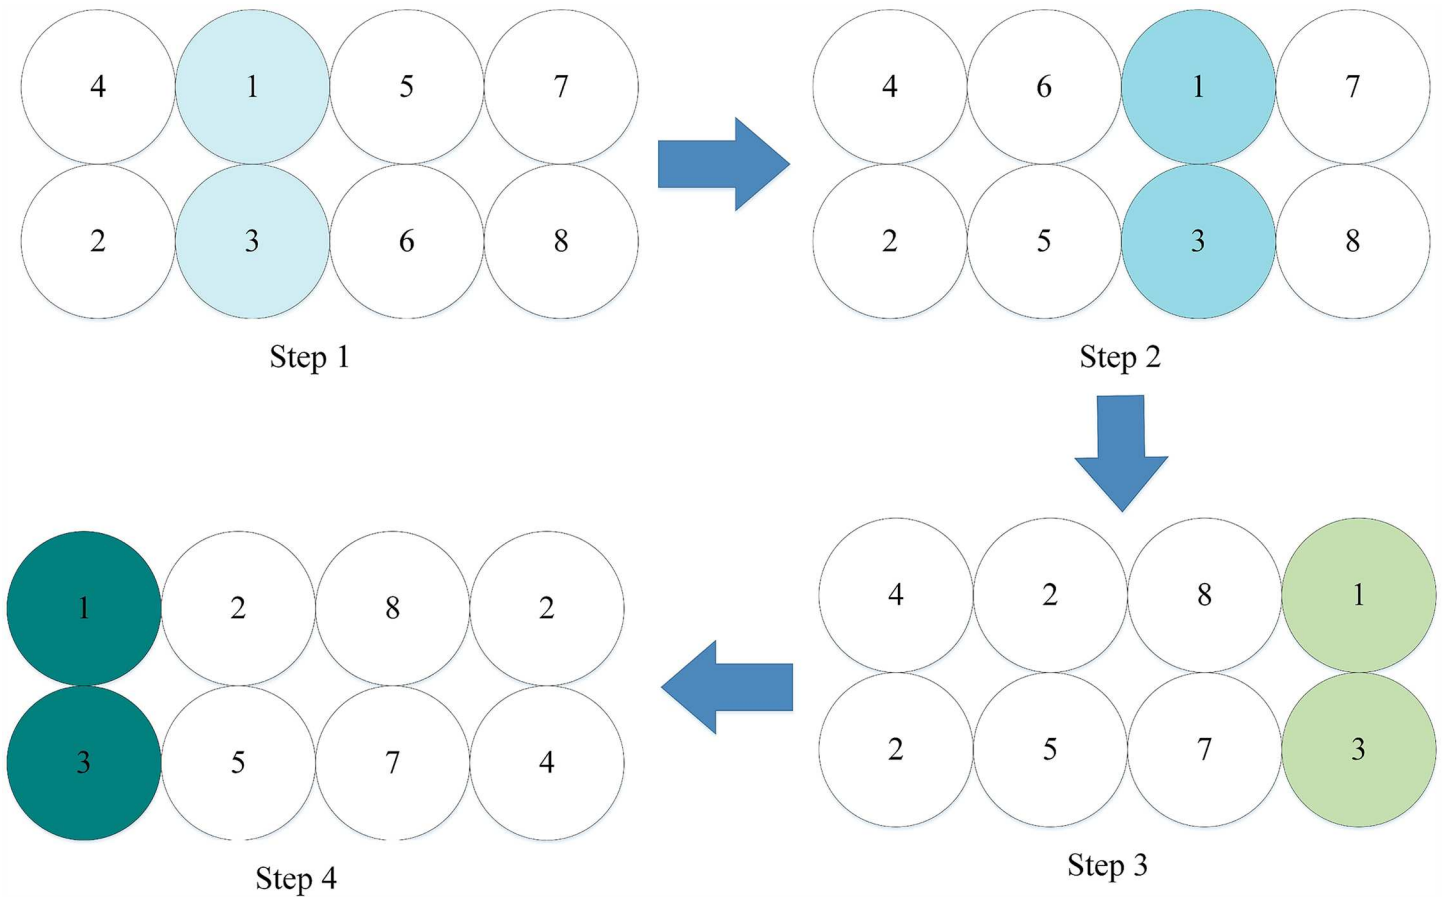 4 1 5 7
2 3 6 8
Step 1
4 6 1 7
2 5 3 8
Step 2
4 2 8 1
2 5 7 3
Step 3
1 2 8 2
3 5 7 4
Step 4